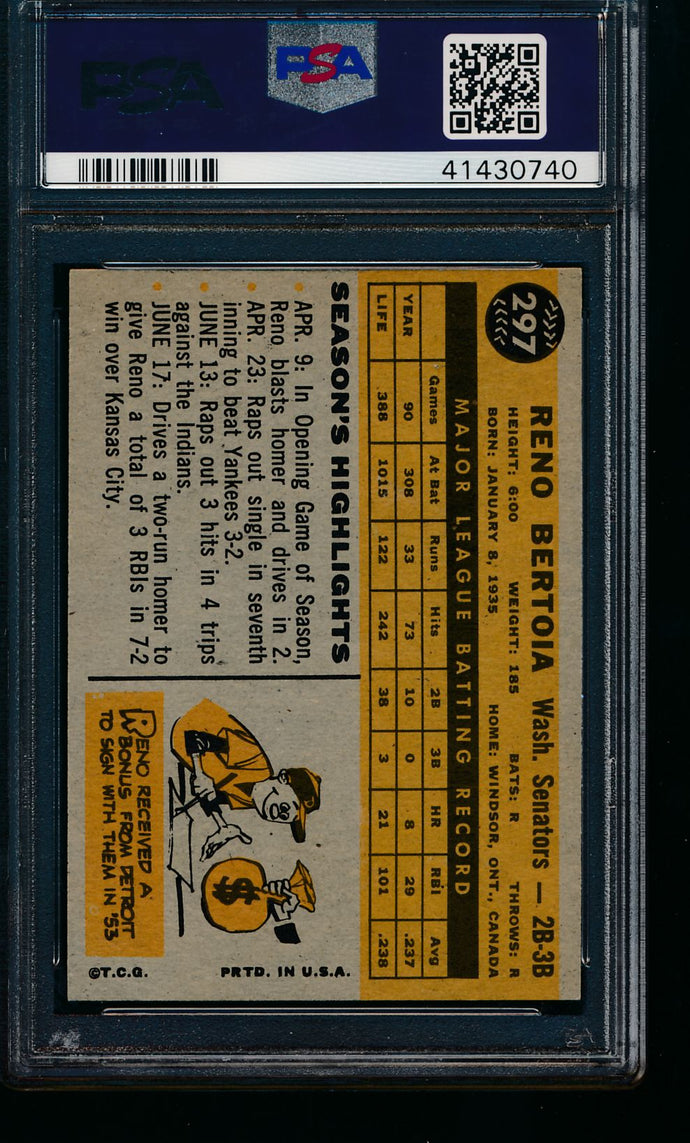 PSA
PSA
41430740
297
RENO BERTOIA Wash. Senators — 2B-3B
HEIGHT: 6:00 WEIGHT: 185 BATS: R THROWS: R
BORN: JANUARY 8, 1935 HOME: WINDSOR, ONT., CANADA
MAJOR LEAGUE BATTING RECORD
Games At Bat Runs Hits 2B 3B HR RBI Avg
YEAR 90 308 33 73 10 0 8 29 .237
LIFE 388 1015 122 242 38 3 21 101 .238
SEASON'S HIGHLIGHTS
• APR. 9: In Opening Game of Season,
Reno blasts homer and drives in 2.
• APR. 23: Raps out single in seventh
inning to beat Yankees 3-2.
• JUNE 13: Raps out 3 hits in 4 trips
against the Indians.
• JUNE 17: Drives a two-run homer to
give Reno a total of 3 RBIs in 7-2
win over Kansas City.
$
RENO RECEIVED A
BONUS FROM DETROIT
TO SIGN WITH THEM IN '53
©T.C.G. PRTD. IN U.S.A.